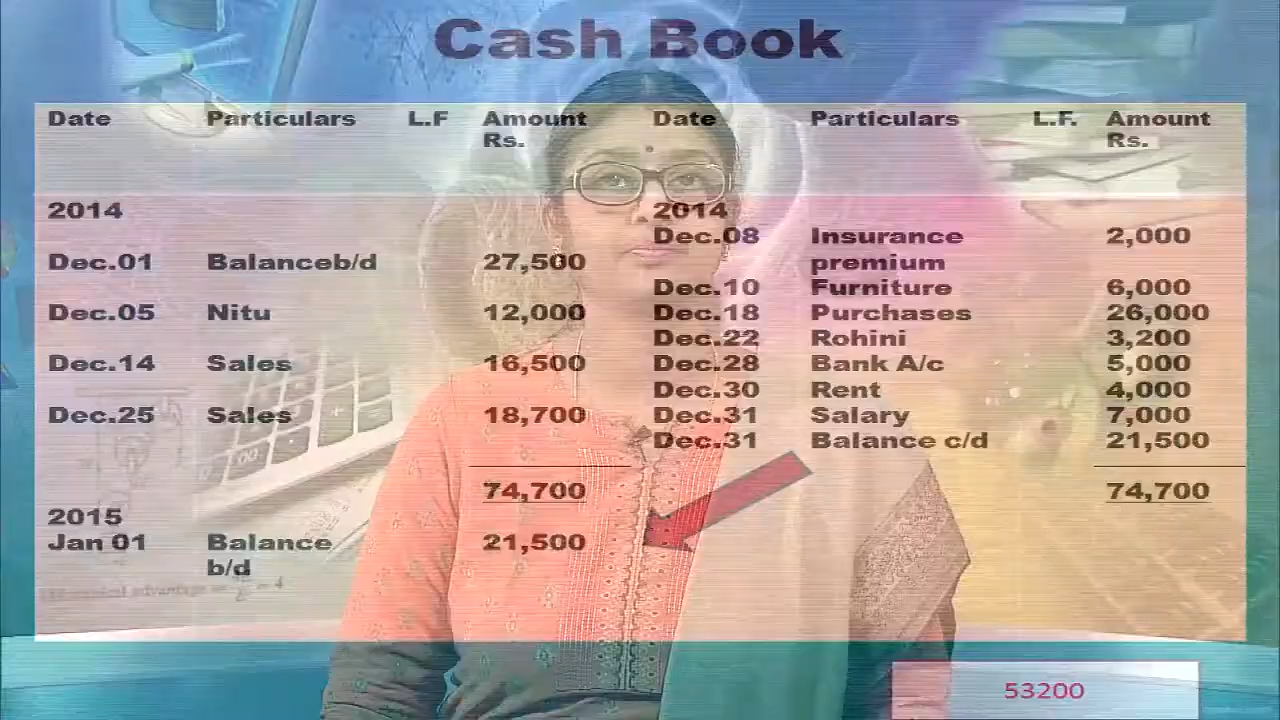 Cash Book
Date Particulars L.F Amount Date Particulars L.F. Amount
Rs. Rs.
2014 2014
Dec.08 Insurance 2,000
Dec.01 Balanceb/d 27,500 premium
Dec.10 Furniture 6,000
Dec.05 Nitu 12,000 Dec.18 Purchases 26,000
Dec.22 Rohini 3,200
Dec.14 Sales 16,500 Dec.28 Bank A/c 5,000
Dec.30 Rent 4,000
Dec.25 Sales 18,700 Dec.31 Salary 7,000
Dec.31 Balance c/d 21,500
74,700 74,700
2015
Jan 01 Balance 21,500
b/d
53200